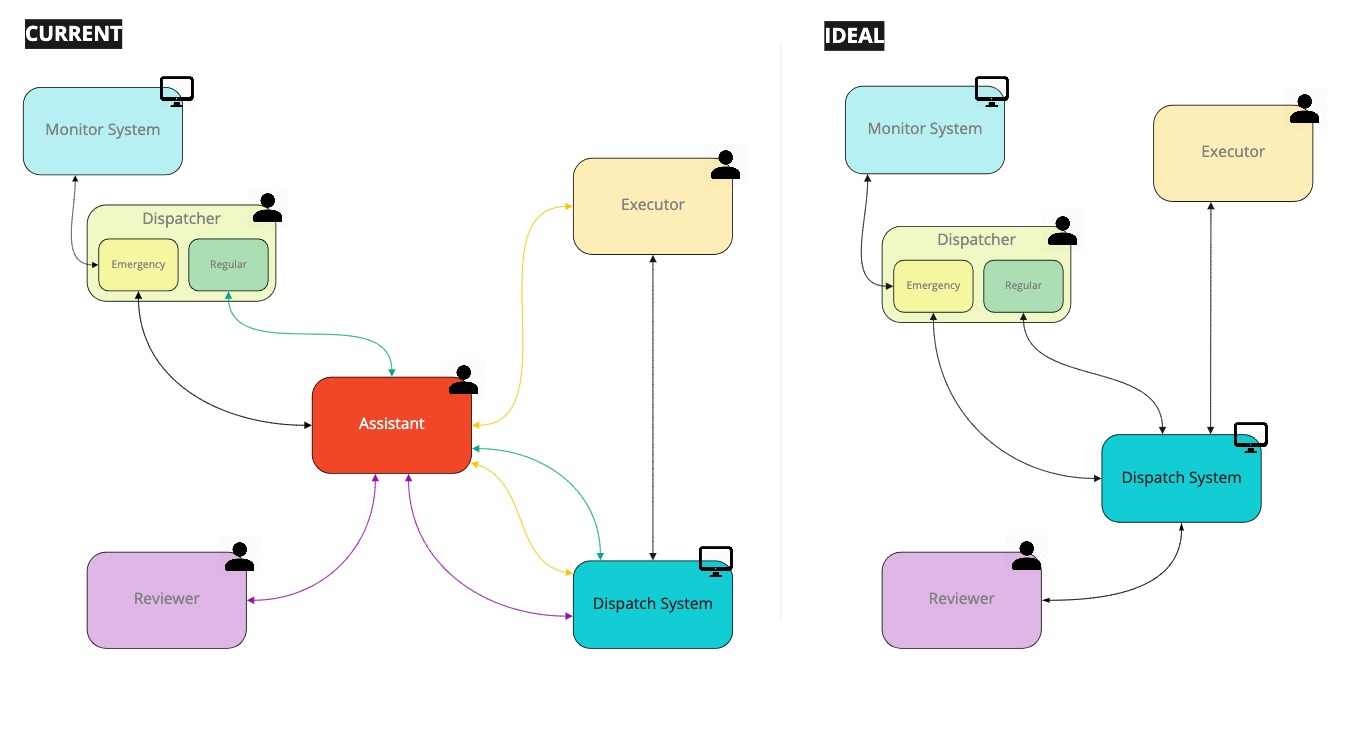 CURRENT
Monitor System
Dispatcher
Emergency
Regular
Executor
Assistant
Reviewer
Dispatch System
IDEAL
Monitor System
Executor
Dispatcher
Emergency
Regular
Dispatch System
Reviewer